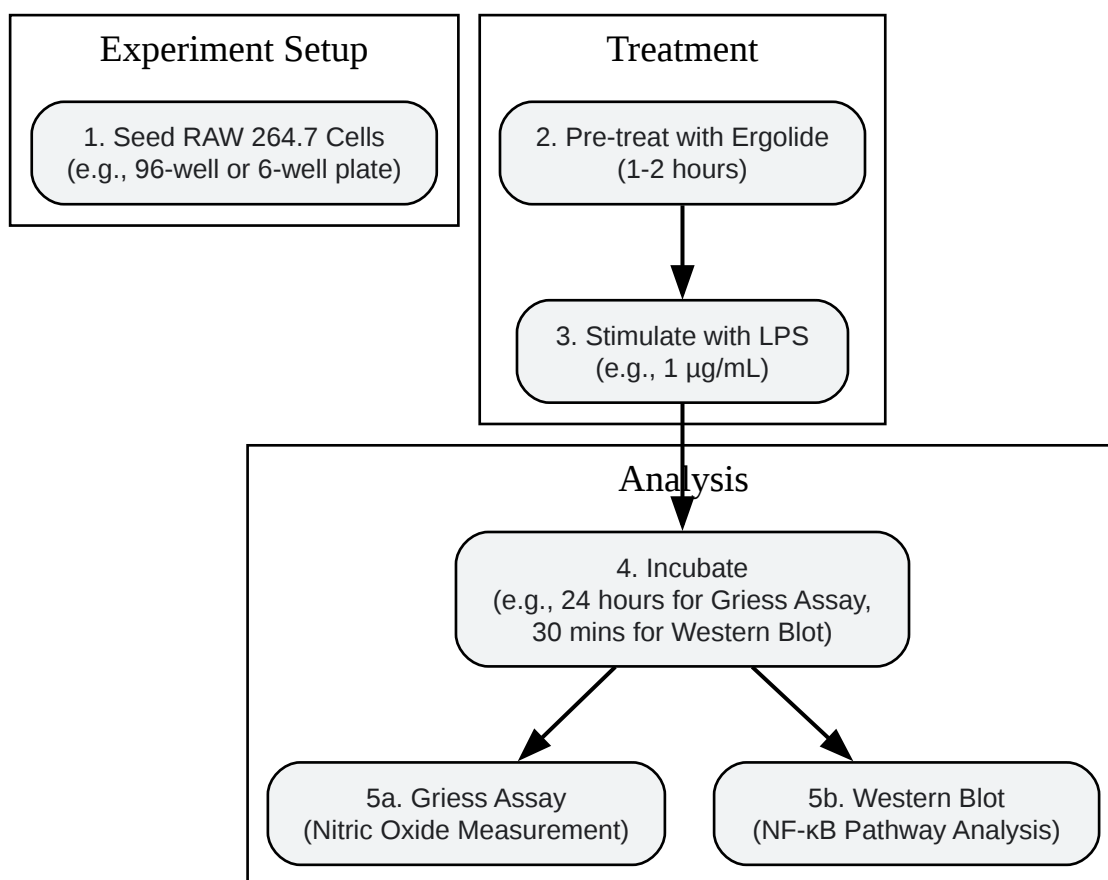 Experiment Setup
1. Seed RAW 264.7 Cells
(e.g., 96-well or 6-well plate)
Treatment
2. Pre-treat with Ergolide
(1-2 hours)
3. Stimulate with LPS
(e.g., 1 µg/mL)
Analysis
4. Incubate
(e.g., 24 hours for Griess Assay,
30 mins for Western Blot)
5a. Griess Assay
(Nitric Oxide Measurement)
5b. Western Blot
(NF-κB Pathway Analysis)